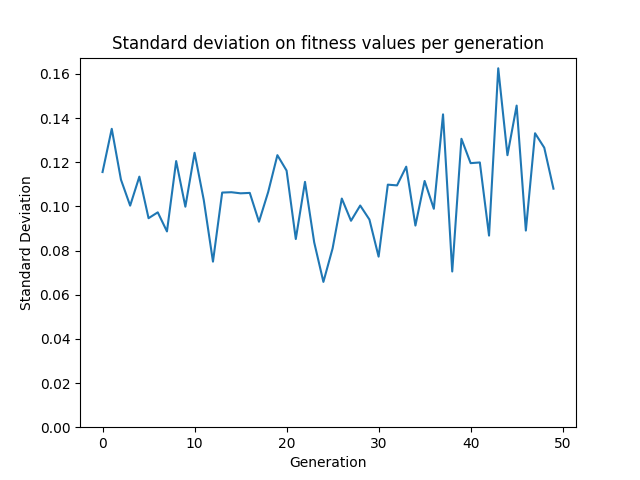 Standard deviation on fitness values per generation
0.16
0.14
0.12
0.10
0.08
0.06
0.04
0.02
0.00
Standard Deviation
0 10 20 30 40 50
Generation